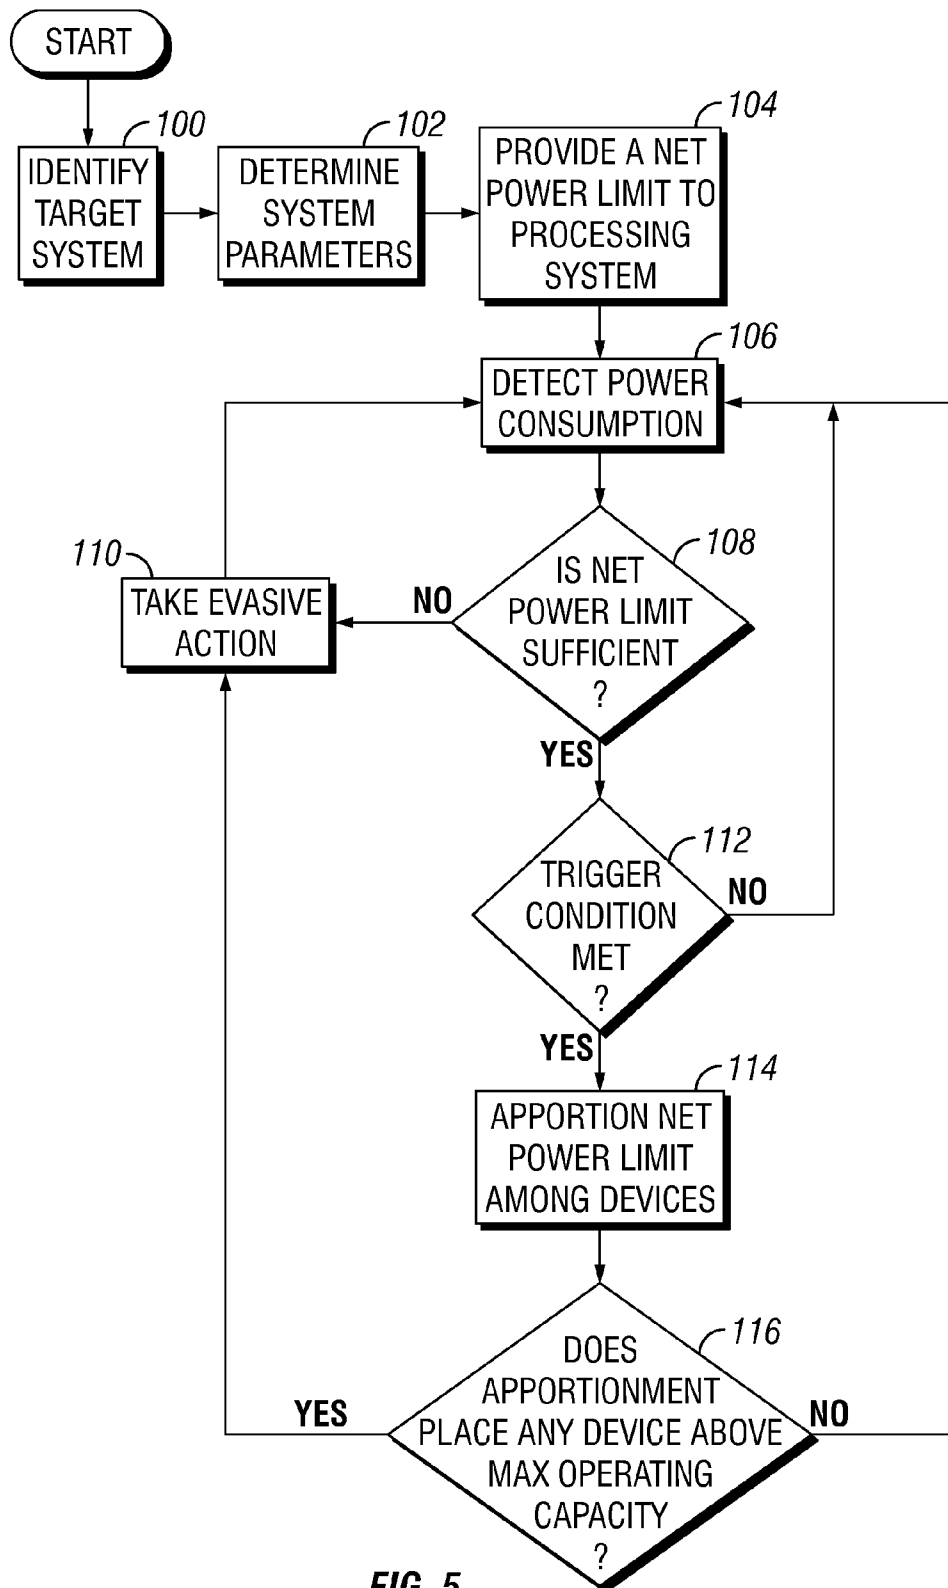 START
100
IDENTIFY
TARGET
SYSTEM
102
DETERMINE
SYSTEM
PARAMETERS
104
PROVIDE A NET
POWER LIMIT TO
PROCESSING
SYSTEM
106
DETECT POWER
CONSUMPTION
108
IS NET
POWER LIMIT
SUFFICIENT
?
NO
110
TAKE EVASIVE
ACTION
YES
112
TRIGGER
CONDITION
MET
?
NO
YES
114
APPORTION NET
POWER LIMIT
AMONG DEVICES
116
DOES
APPORTIONMENT
PLACE ANY DEVICE ABOVE
MAX OPERATING
CAPACITY
?
YES
NO
FIG. 5